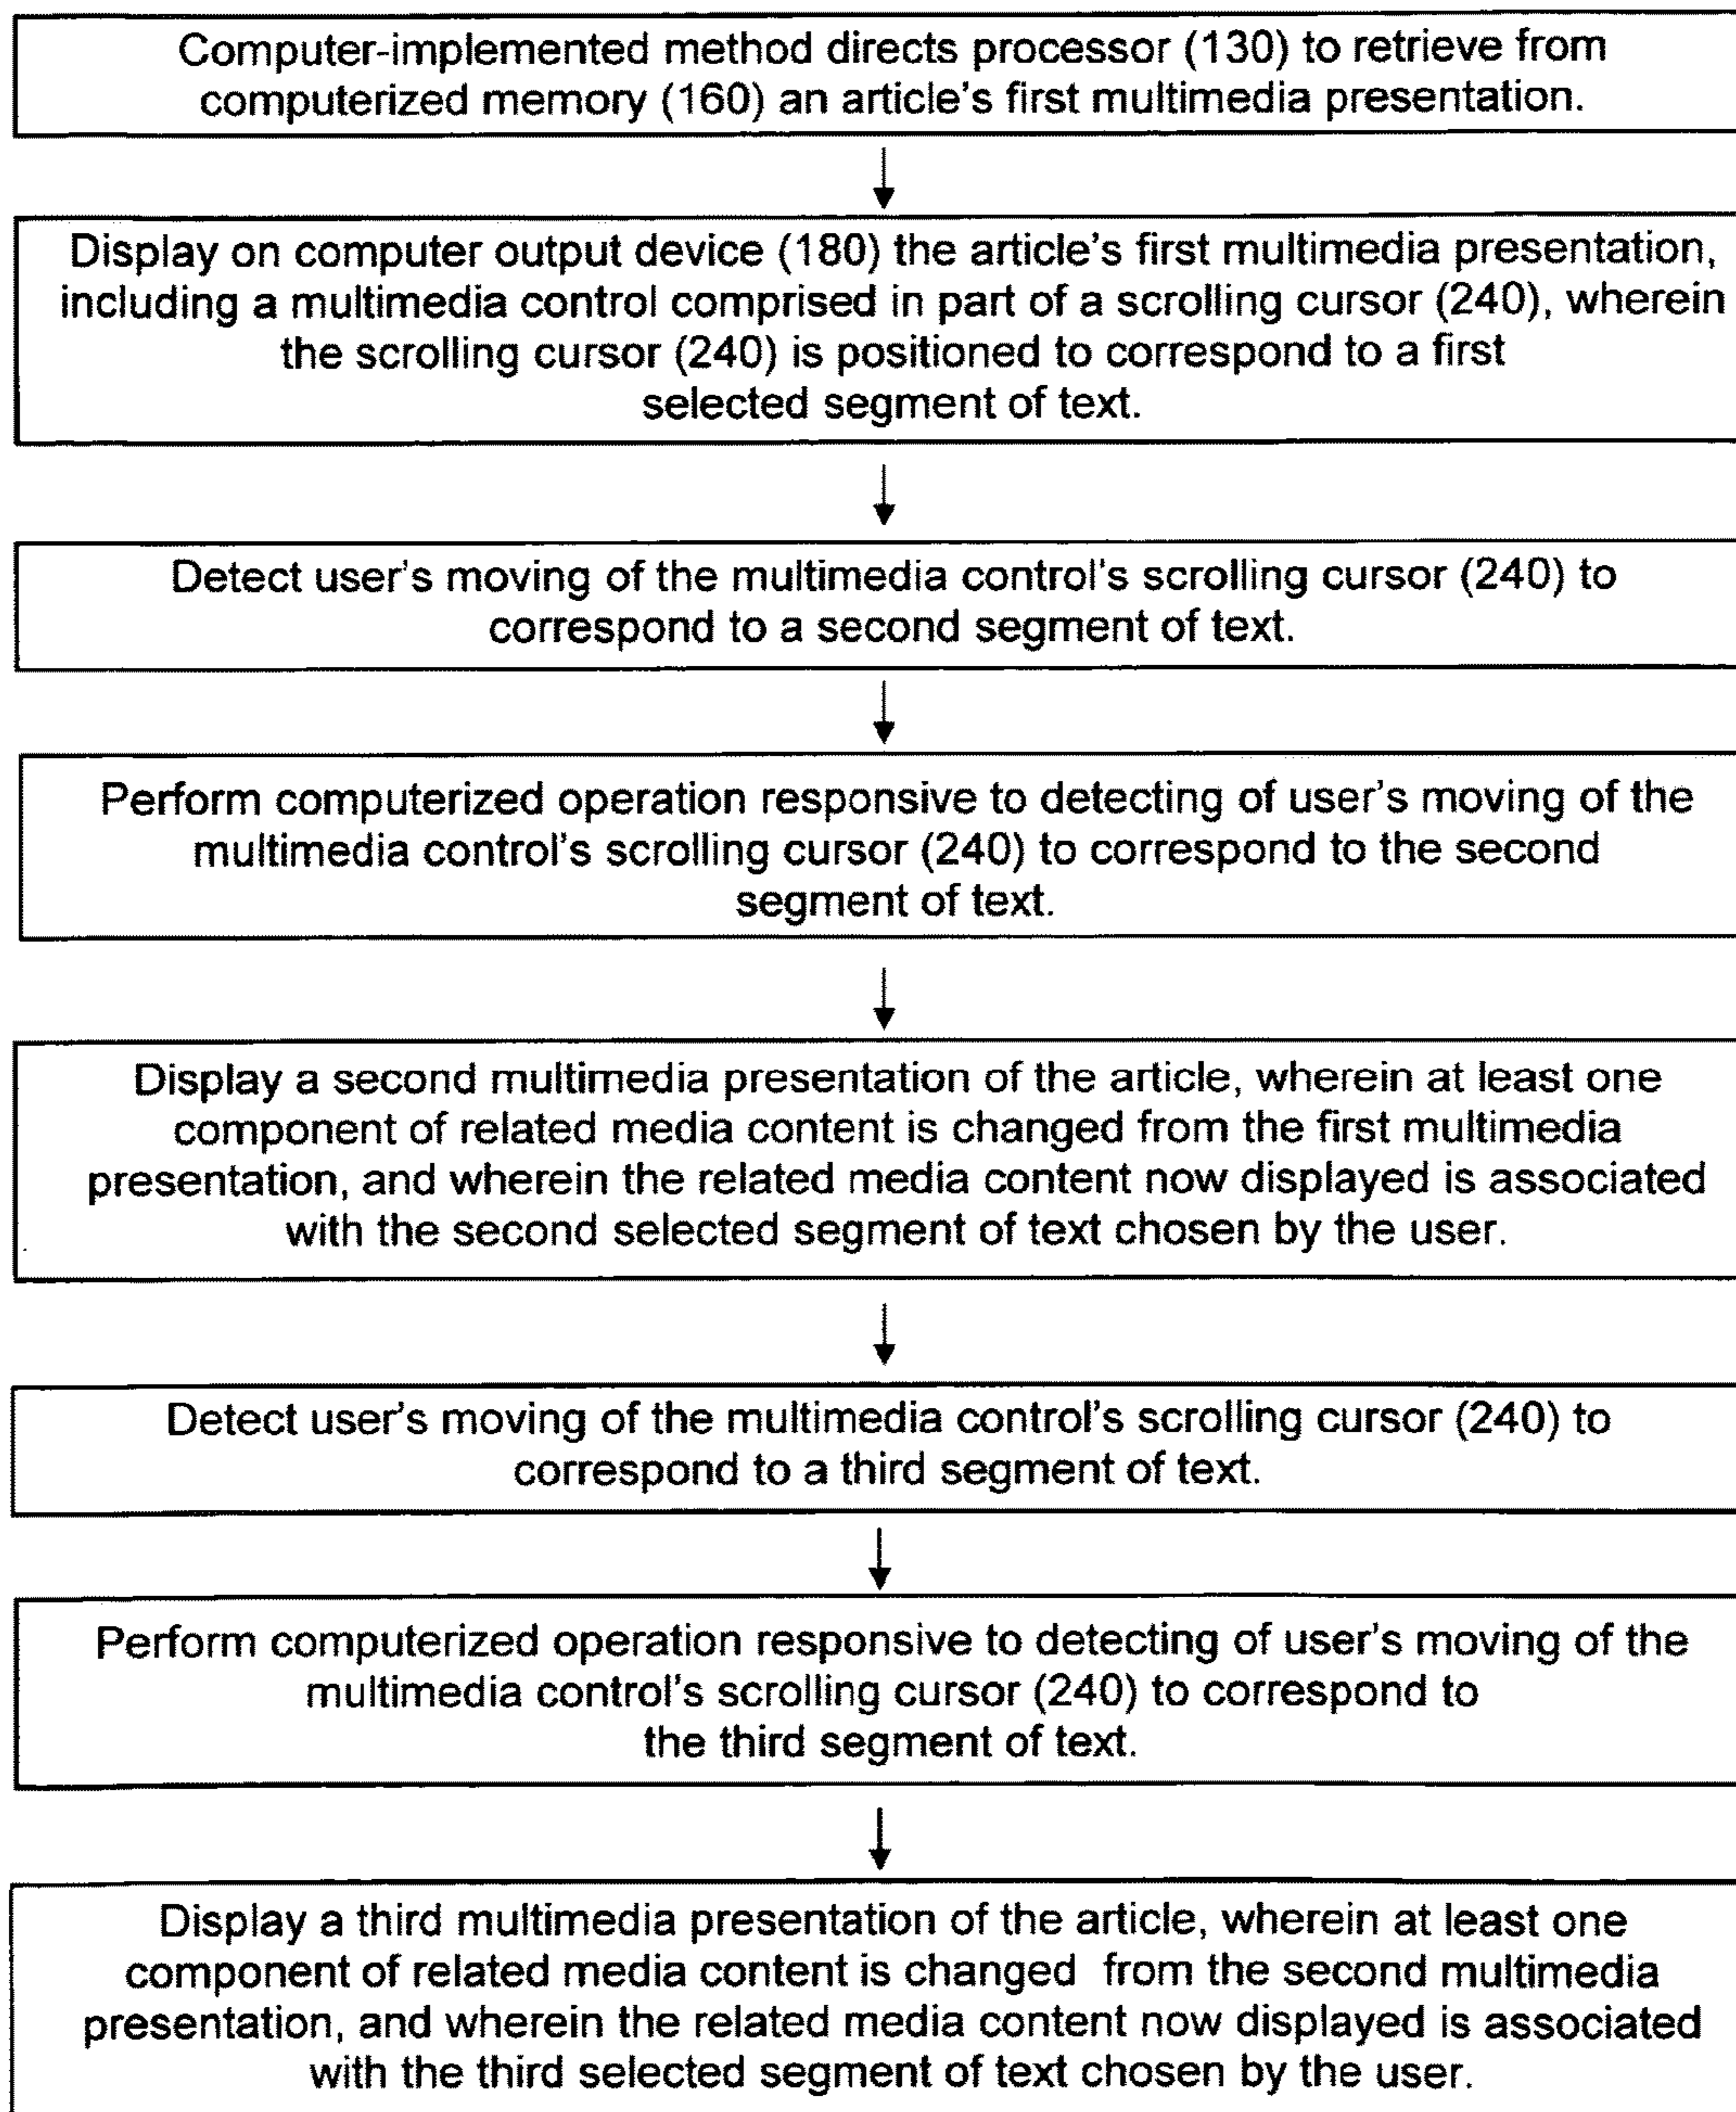 Computer-implemented method directs processor (130) to retrieve from
computerized memory (160) an article's first multimedia presentation.
Display on computer output device (180) the article's first multimedia presentation,
including a multimedia control comprised in part of a scrolling cursor (240), wherein
the scrolling cursor (240) is positioned to correspond to a first
selected segment of text.
Detect user's moving of the multimedia control's scrolling cursor (240) to
correspond to a second segment of text.
Perform computerized operation responsive to detecting of user's moving of the
multimedia control's scrolling cursor (240) to correspond to the second
segment of text.
Display a second multimedia presentation of the article, wherein at least one
component of related media content is changed from the first multimedia
presentation, and wherein the related media content now displayed is associated
with the second selected segment of text chosen by the user.
Detect user's moving of the multimedia control's scrolling cursor (240) to
correspond to a third segment of text.
Perform computerized operation responsive to detecting of user's moving of the
multimedia control's scrolling cursor (240) to correspond to
the third segment of text.
Display a third multimedia presentation of the article, wherein at least one
component of related media content is changed from the second multimedia
presentation, and wherein the related media content now displayed is associated
with the third selected segment of text chosen by the user.